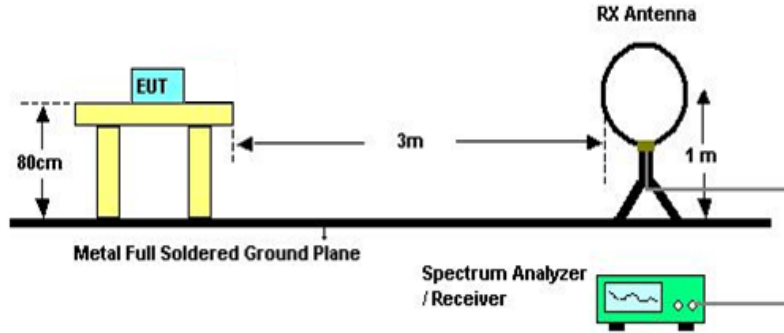 RX Antenna
EUT
3m
80cm
1 m
Metal Full Soldered Ground Plane
Spectrum Analyzer
/ Receiver